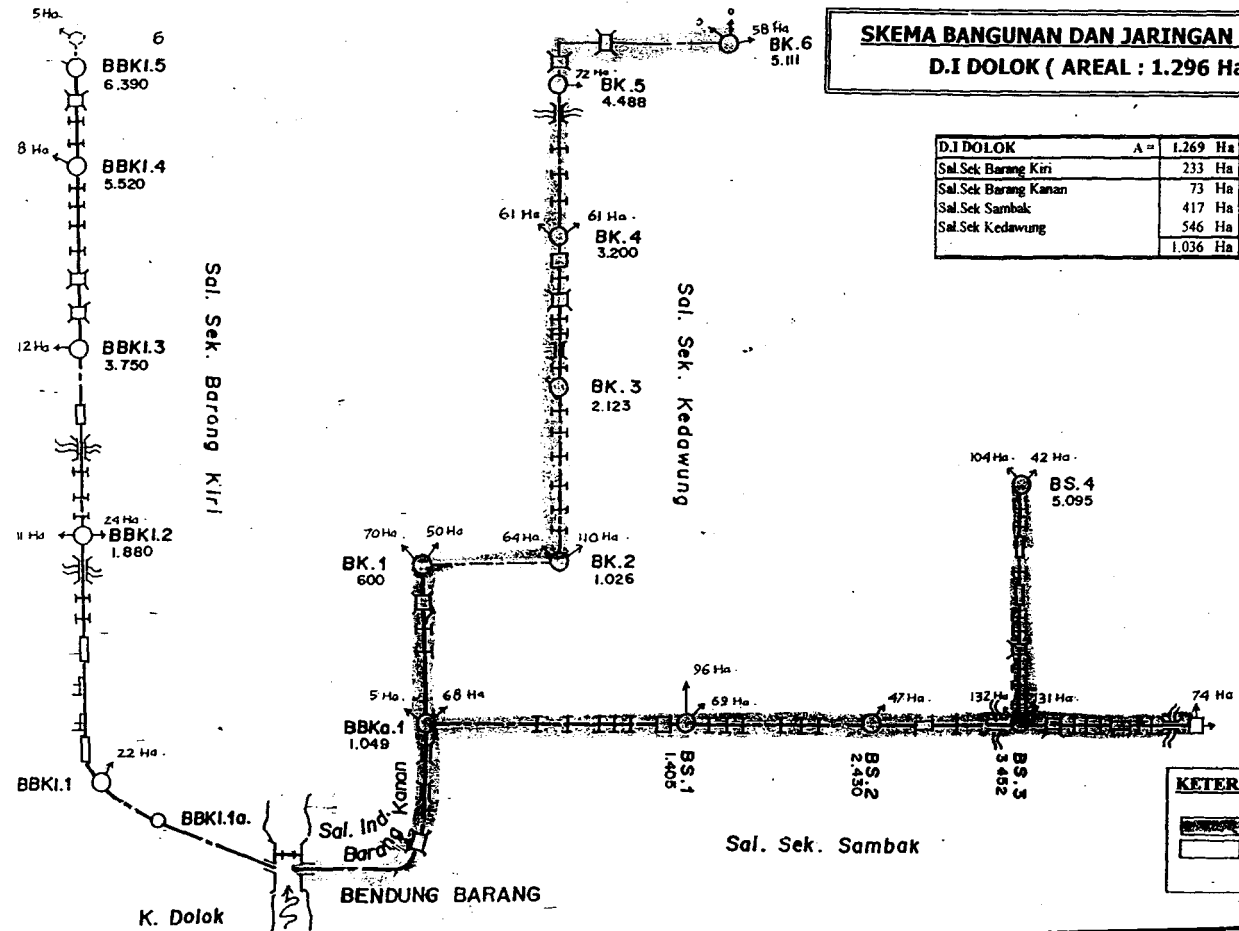 SKEMA BANGUNAN DAN JARINGAN
D.I DOLOK ( AREAL : 1.296 Ha
D.I DOLOK A = 1.269 Ha
Sal.Sek Barang Kiri 233 Ha
Sal.Sek Barang Kanan 73 Ha
Sal.Sek Sambak 417 Ha
Sal.Sek Kedawung 546 Ha
1.036 Ha
5 Ha
6
BBKI.5
6.390
8 Ha
BBKI.4
5.520
12 Ha
BBKI.3
3.750
Sal. Sek. Barong Kiri
11 Ha
24 Ha.
BBKI.2
1.880
22 Ha.
BBKI.1
BBKI.1a.
58 Ha
BK.6
5.111
72 Ha.
BK.5
4.488
61 Ha
61 Ha.
BK.4
3.200
Sal. Sek. Kedawung
BK.3
2.123
64 Ha.
110 Ha.
BK.2
1.026
70 Ha.
50 Ha.
BK.1
600
5 Ha.
68 Ha
BBKa.1
1.049
96 Ha.
69 Ha.
BS.1
1.405
47 Ha.
BS.2
2.430
132 Ha
31 Ha.
BS.3
3452
74 Ha
104 Ha.
42 Ha.
BS.4
5.095
Sal. Sek. Sambak
Sal. Ind.
Barang Kanan
BENDUNG BARANG
K. Dolok
KETER